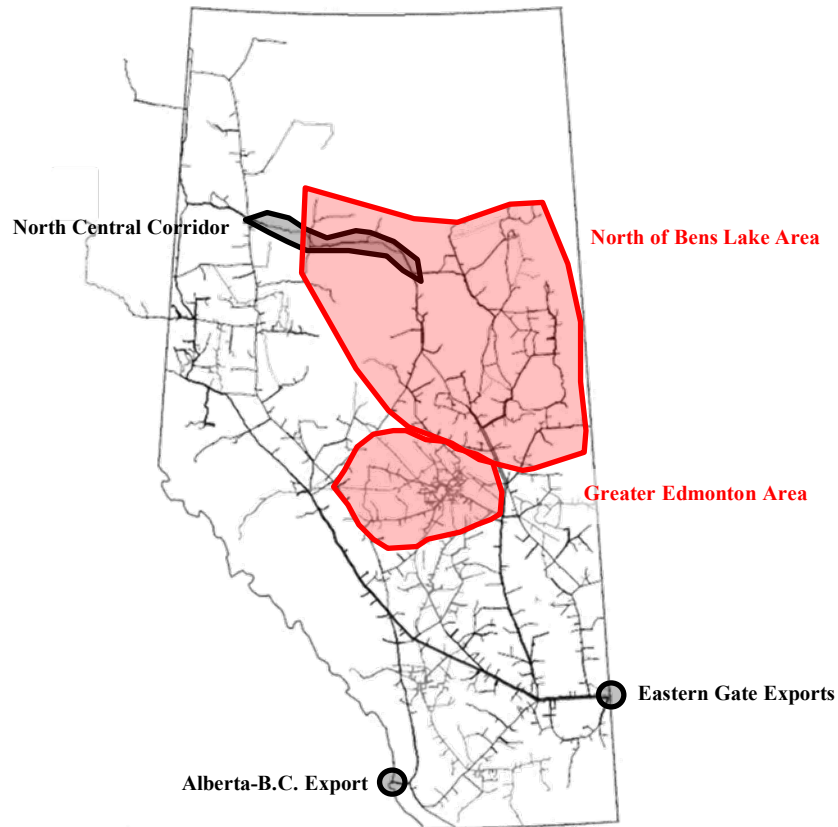 North Central Corridor
North of Bens Lake Area
Greater Edmonton Area
Eastern Gate Exports
Alberta-B.C. Export